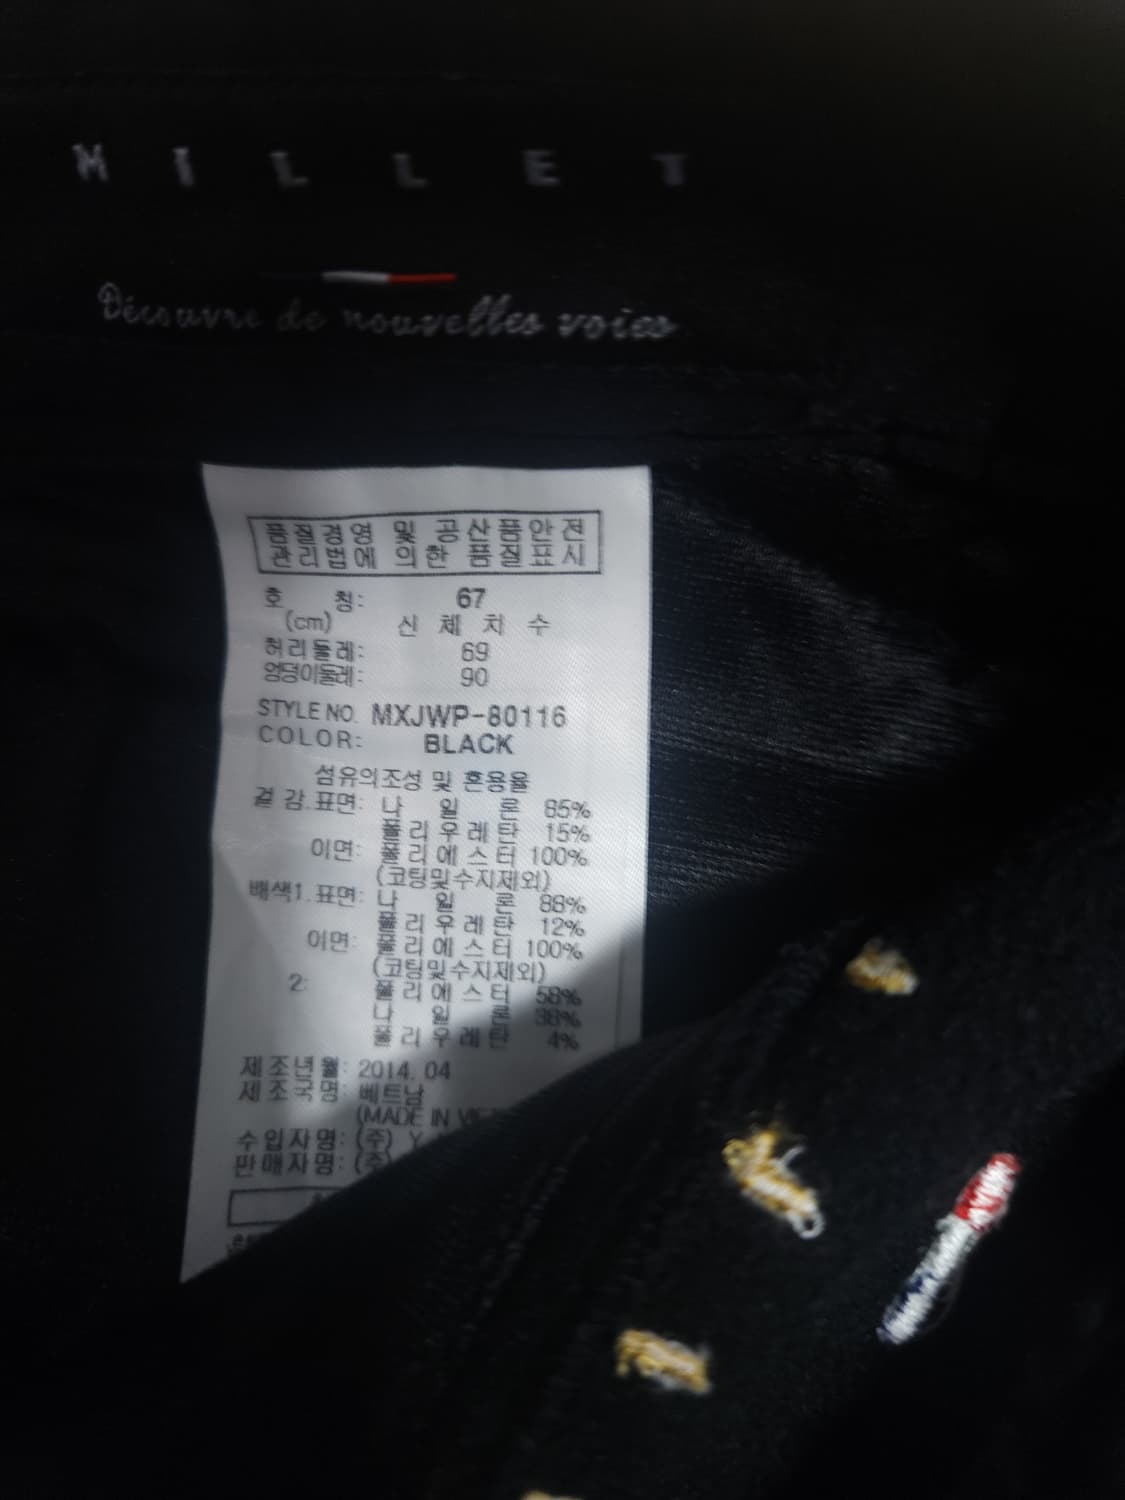 MILLET
Découvre de nouvelles voies
품질경영 및 공산품안전
관리법에 의한 품질표시
호 칭: 67
(cm) 신 체 치 수
허리둘레: 69
엉덩이둘레: 90
STYLE NO. MXJWP-80116
COLOR: BLACK
섬유의조성 및 혼용율
겉 감.표면: 나 일 론 85%
폴리우레탄 15%
이면: 폴리에스터 100%
(코팅및수지제외)
배색1.표면: 나 일 론 88%
폴리우레탄 12%
이면: 폴리에스터 100%
(코팅및수지제외)
2: 폴리에스터 58%
나 일 론 38%
폴리우레탄 4%
제조년월: 2014. 04
제조국명: 베트남
(MADE IN
수입자명: (주)
판매자명: (주)